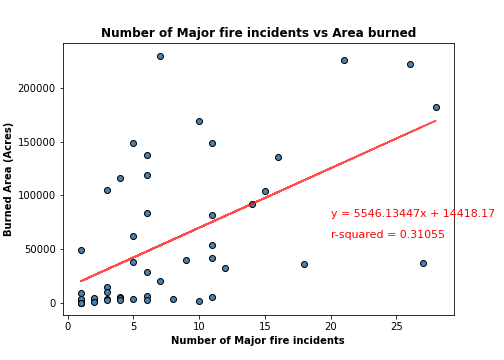 Number of Major fire incidents vs Area burned
Burned Area (Acres)
200000
150000
100000
50000
0
y = 5546.13447x + 14418.17
r-squared = 0.31055
0 5 10 15 20 25
Number of Major fire incidents